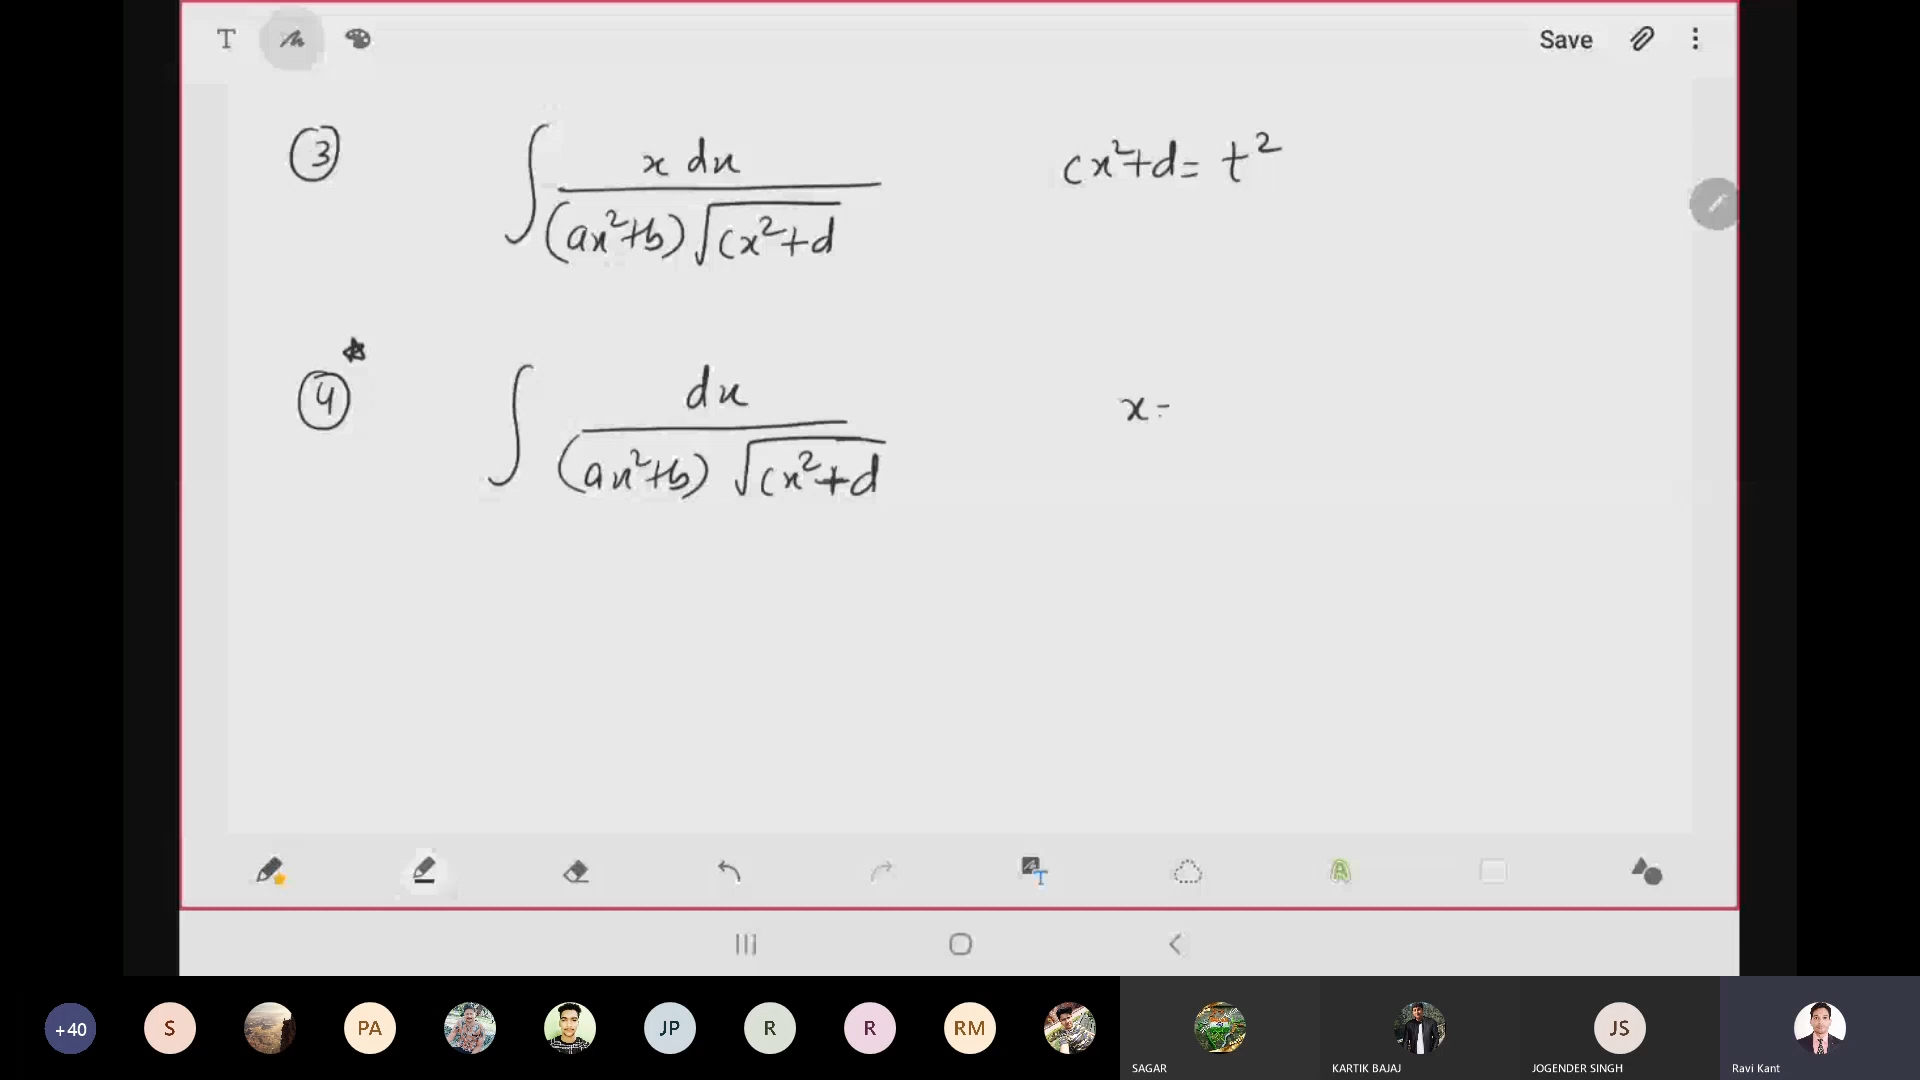 T Save
③ ∫ x dx / (ax²+b) √cx²+d cx²+d = t²
④ ∫ dx / (ax²+b) √cx²+d x =
T
A
+40 S PA JP R R RM JS
SAGAR KARTIK BAJAJ JOGENDER SINGH Ravi Kant